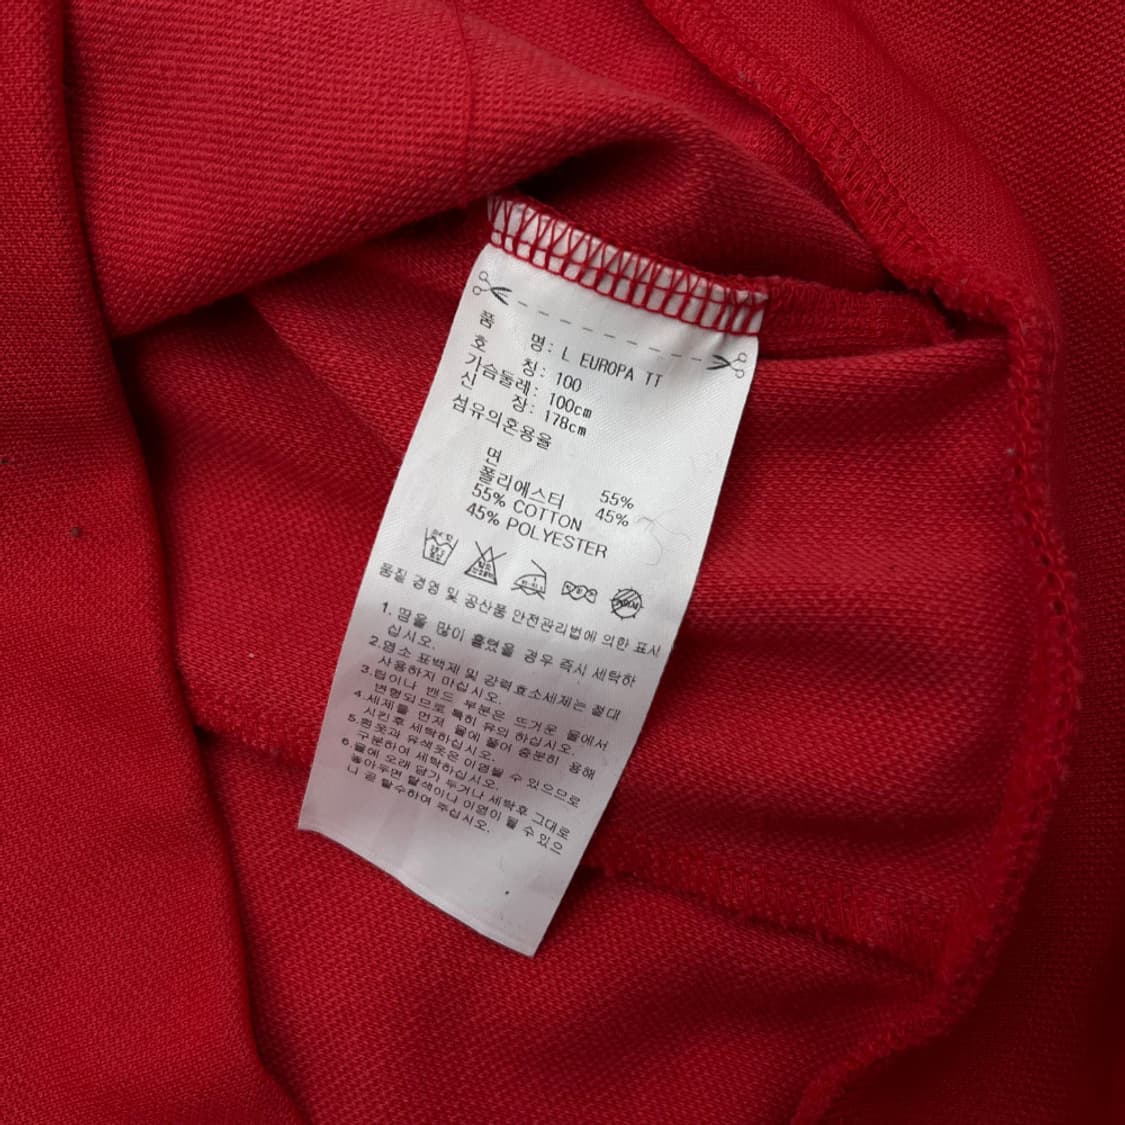 품 명: L EUROPA TT
호 칭: 100
가슴둘레: 100cm
신 장: 178cm
섬유의혼용율
면 55%
폴리에스터 45%
55% COTTON
45% POLYESTER
품질 경영 및 공산품 안전관리법에 의한 표시
1. 땀을 많이 흘렸을 경우 즉시 세탁하
십시오.
2.염소 표백제 및 강력효소세제는 절대
사용하지 마십시오.
3.립이나 밴드 부분은 뜨거운 물에서
변형되므로 특히 유의 하십시오.
4.세제를 먼저 물에 풀어 충분히 용해
시킨후 세탁하십시오.
5.흰옷과 유색옷은 이염될 수 있으므로
구분하여 세탁하십시오.
6.물에 오래 담가 두거나 세탁후 그대로
놓아두면 탈색이나 이염이 될 수 있으
니 곧 탈수하여 주십시오.